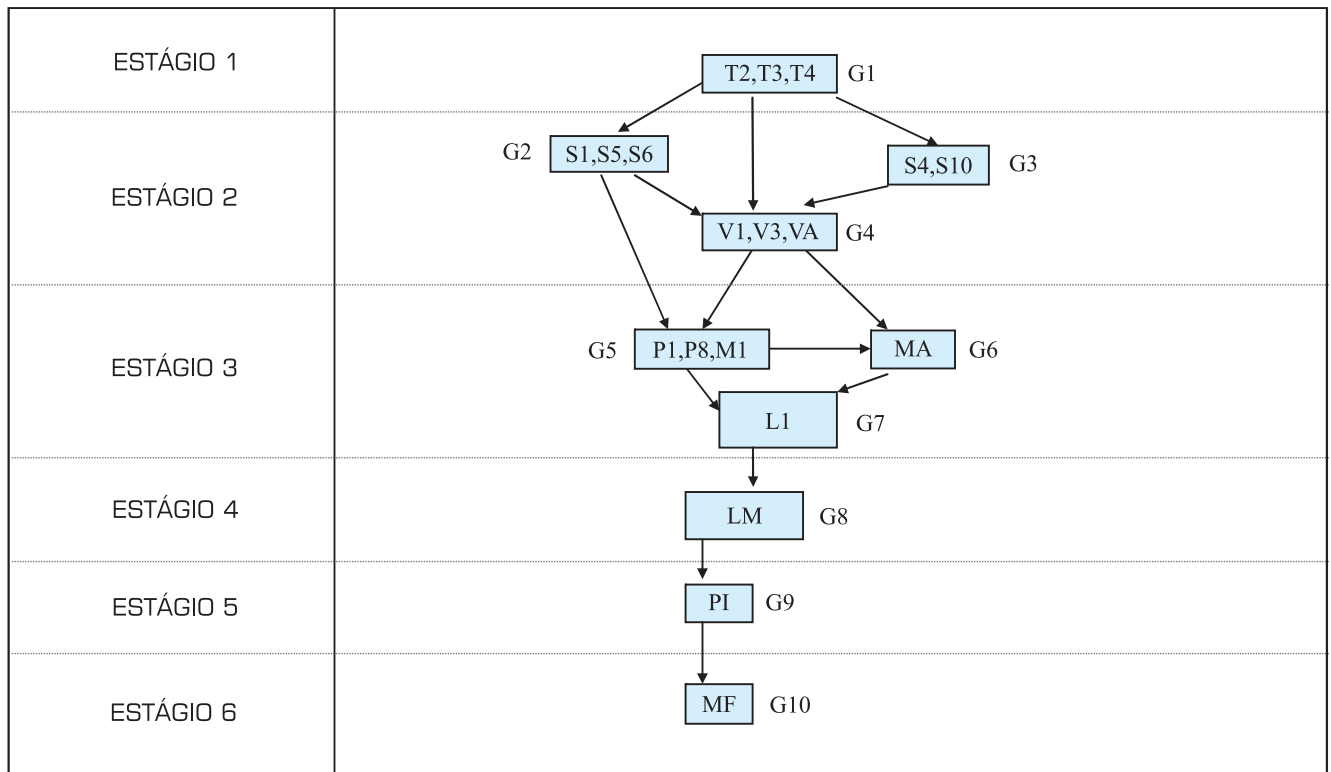 ESTÁGIO 1
T2,T3,T4 G1
ESTÁGIO 2
G2 S1,S5,S6
S4,S10 G3
V1,V3,VA G4
ESTÁGIO 3
G5 P1,P8,M1
MA G6
L1 G7
ESTÁGIO 4
LM G8
ESTÁGIO 5
PI G9
ESTÁGIO 6
MF G10